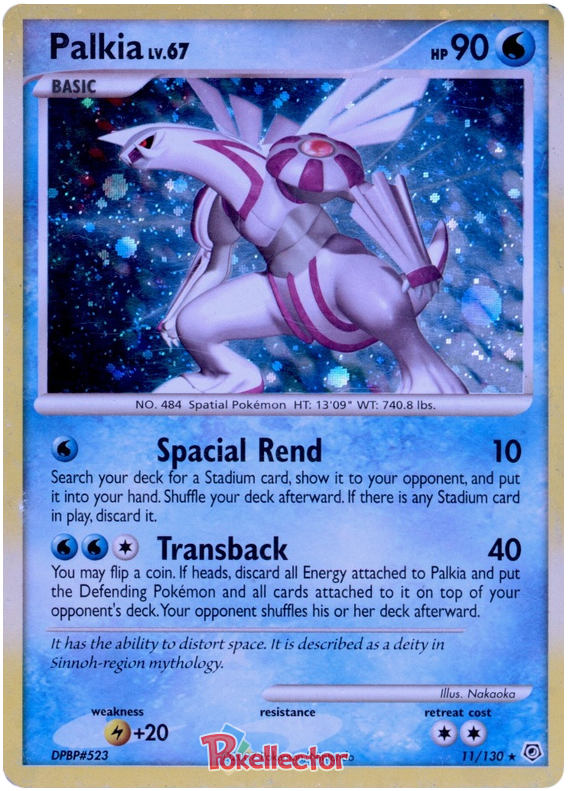 Palkia LV.67 HP 90
BASIC
NO. 484 Spatial Pokémon HT: 13'09" WT: 740.8 lbs.
Spacial Rend 10
Search your deck for a Stadium card, show it to your opponent, and put
it into your hand. Shuffle your deck afterward. If there is any Stadium card
in play, discard it.
Transback 40
You may flip a coin. If heads, discard all Energy attached to Palkia and put
the Defending Pokémon and all cards attached to it on top of your
opponent's deck. Your opponent shuffles his or her deck afterward.
It has the ability to distort space. It is described as a deity in
Sinnoh-region mythology.
Illus. Nakaoka
weakness resistance retreat cost
+20
DPBP#523 11/130
Pokellector